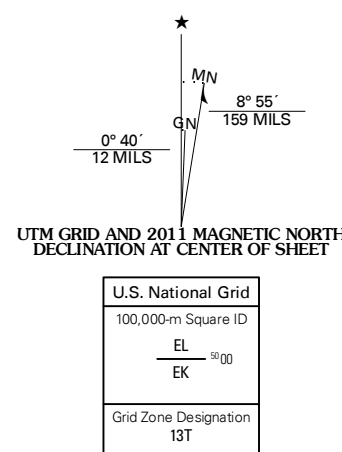 ★
MN
GN
8° 55´
159 MILS
0° 40´
12 MILS
UTM GRID AND 2011 MAGNETIC NORTH
DECLINATION AT CENTER OF SHEET
U.S. National Grid
100,000-m Square ID
EL
5000
EK
Grid Zone Designation
13T